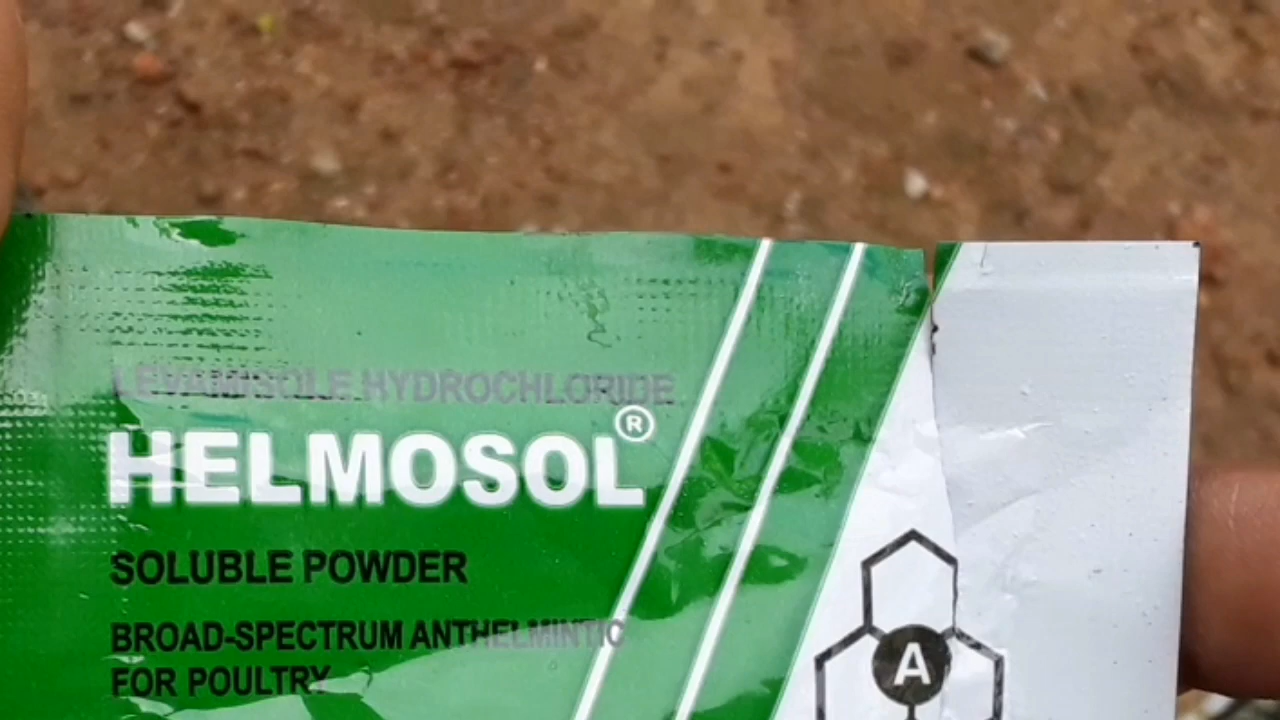 LEVAMISOLE HYDROCHLORIDE
HELMOSOL®
SOLUBLE POWDER
BROAD-SPECTRUM ANTHELMINTIC
FOR POULTRY
A